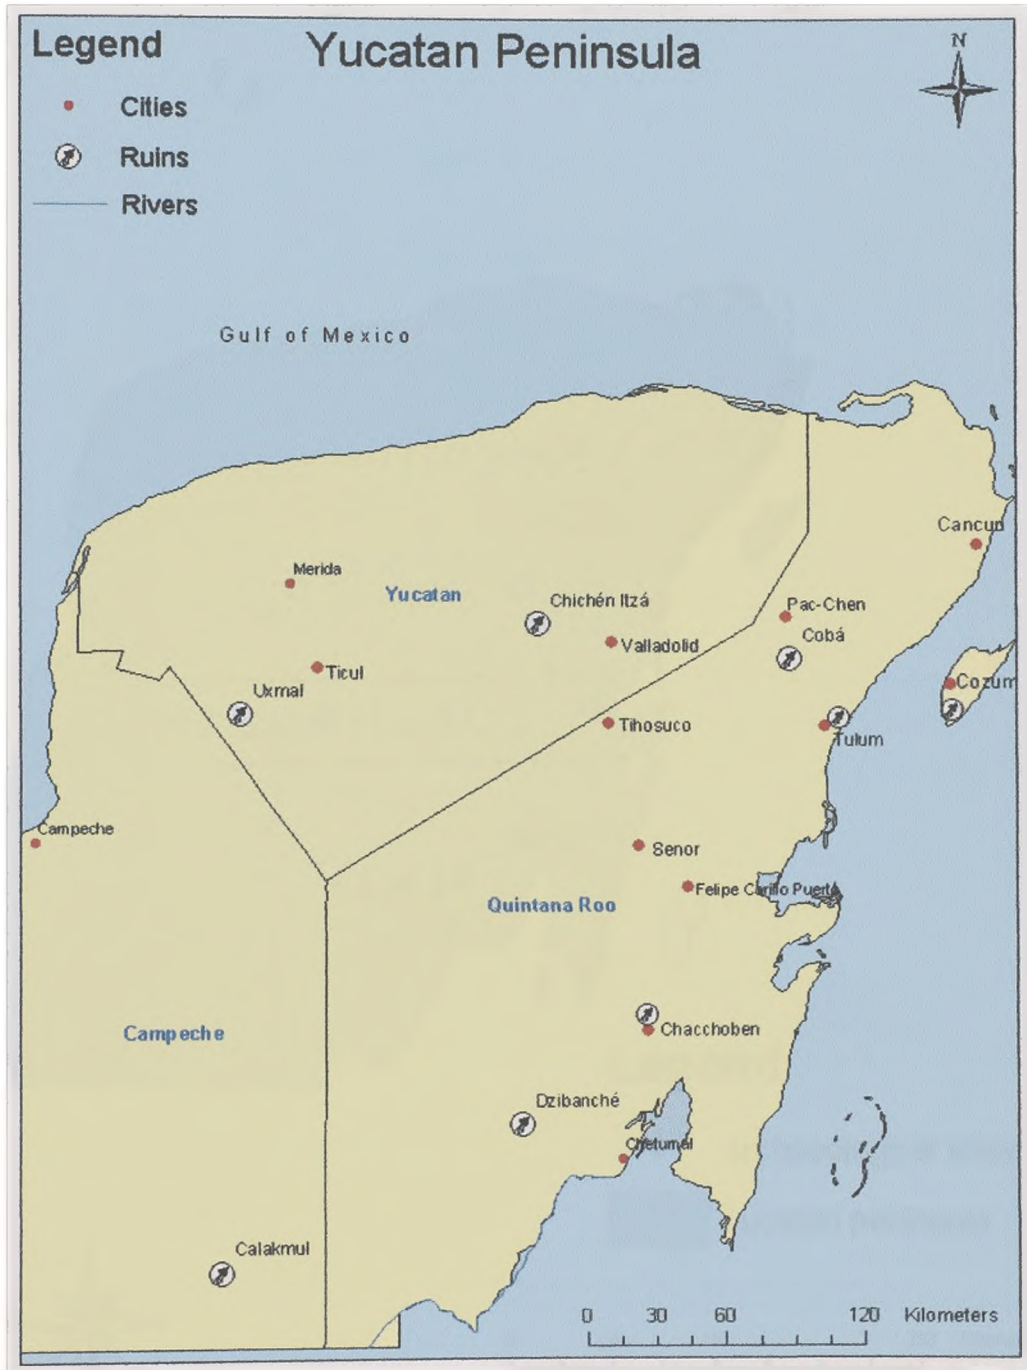 Legend
Yucatan Peninsula
N
Cities
Ruins
Rivers
Gulf of Mexico
Cancun
Merida
Yucatan
Chichén Itzá
Pac-Chen
Cobá
Valladolid
Ticul
Uxmal
Cozum
Tihosuco
Tulum
Campeche
Senor
Felipe Carillo Puerto
Quintana Roo
Campeche
Chacchoben
Dzibanché
Chetumal
Calakmul
0 30 60 120 Kilometers